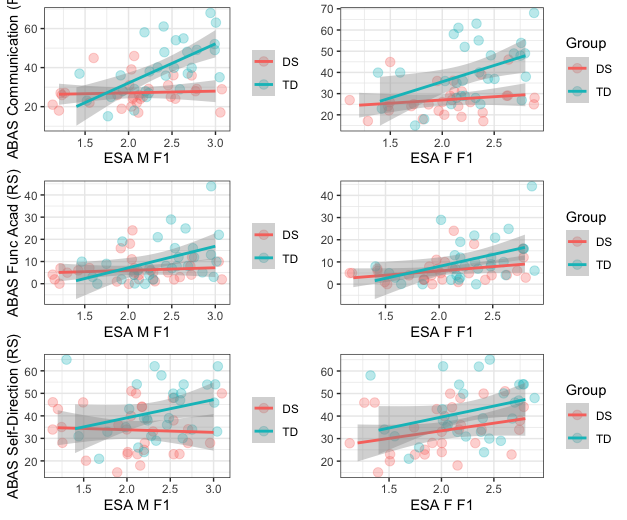 ABAS Communication (R
60
40
20
1.5 2.0 2.5 3.0
ESA M F1
DS
TD
70
60
50
40
30
20
1.5 2.0 2.5
ESA F F1
Group
DS
TD
ABAS Func Acad (RS)
40
30
20
10
0
1.5 2.0 2.5 3.0
ESA M F1
DS
TD
40
30
20
10
0
1.5 2.0 2.5
ESA F F1
Group
DS
TD
ABAS Self-Direction (RS)
60
50
40
30
20
1.5 2.0 2.5 3.0
ESA M F1
DS
TD
60
50
40
30
20
1.5 2.0 2.5
ESA F F1
Group
DS
TD